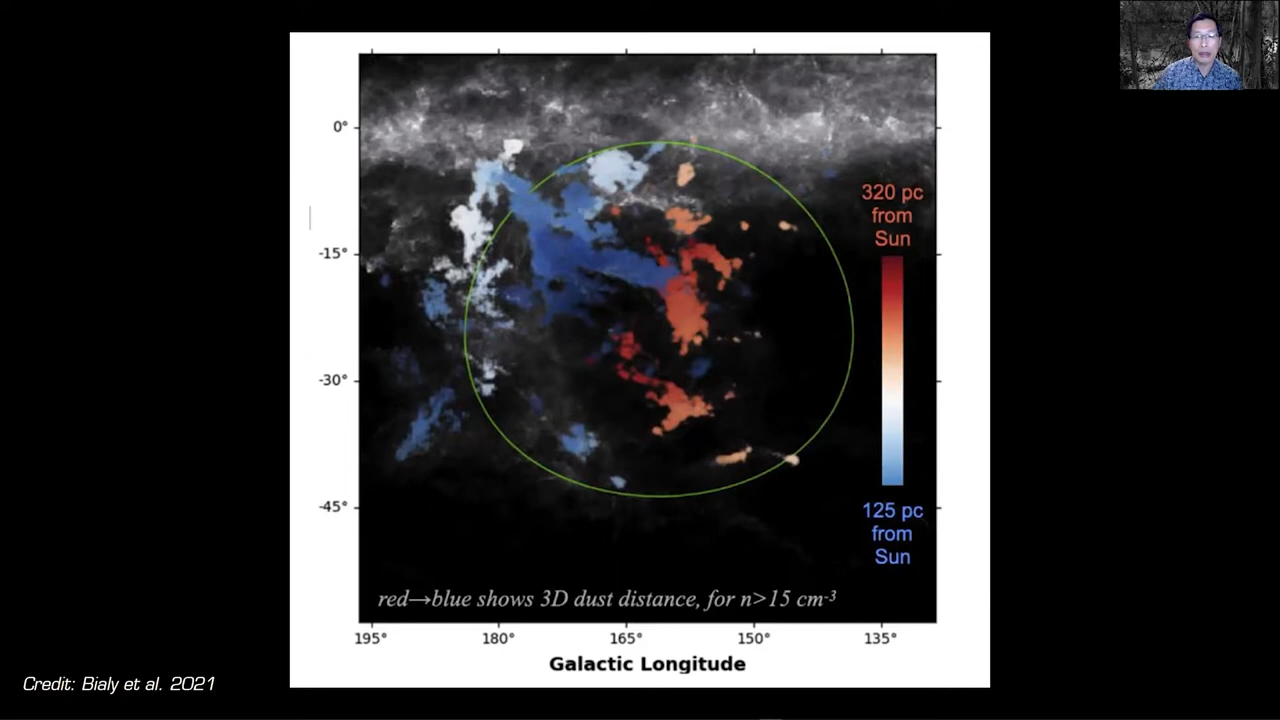 0°
-15°
-30°
-45°
320 pc
from
Sun
125 pc
from
Sun
red→blue shows 3D dust distance, for n>15 cm-3
195°
180°
165°
150°
135°
Galactic Longitude
Credit: Bialy et al. 2021